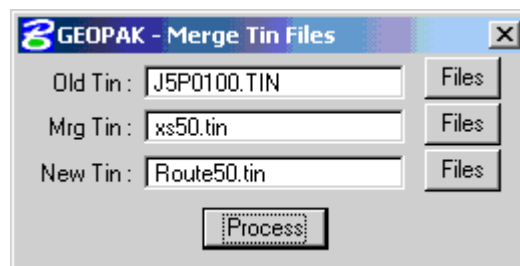 GEOPAK - Merge Tin Files
Old Tin : J5P0100.TIN Files
Mrg Tin : xs50.tin Files
New Tin : Route50.tin Files
Process